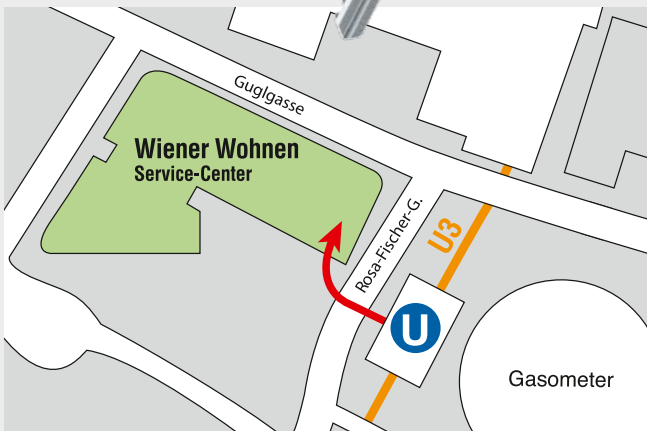 Guglgasse
Wiener Wohnen
Service-Center
Rosa-Fischer-G.
U3
U
Gasometer